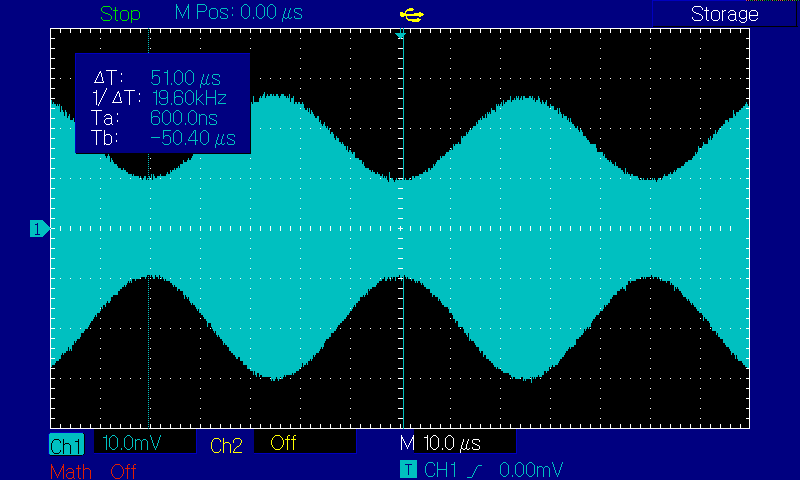 Stop M Pos: 0.00 μs Storage
ΔT: 51.00 μs
1/ΔT: 19.60kHz
Ta: 600.0ns
Tb: -50.40 μs
1
Ch1 10.0mV Ch2 Off M 10.0 μs
Math Off T CH1 0.00mV